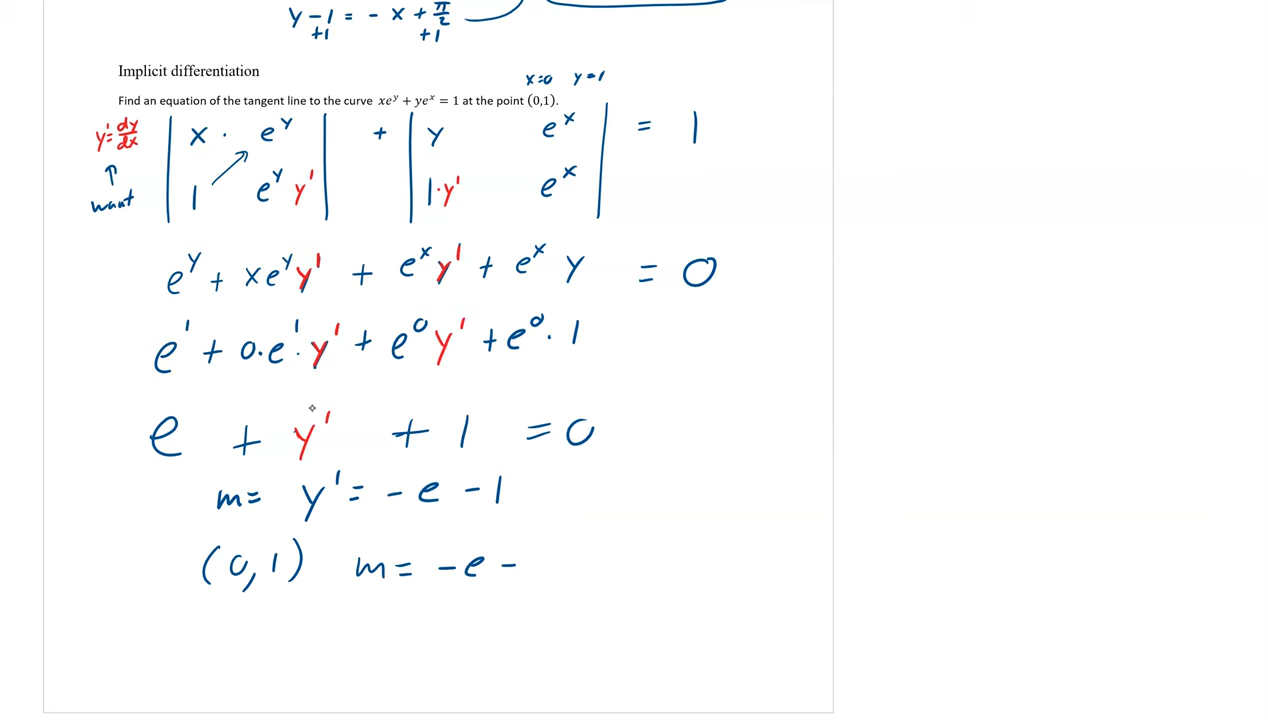 y - 1 = - x + π/2
+1 +1
Implicit differentiation
x=0 y=1
Find an equation of the tangent line to the curve xe^y + ye^x = 1 at the point (0,1).
y'= dy/dx | x · e^y | + | y e^x | = 1
↑ want | 1 e^y y' | | 1·y' e^x |
e^y + xe^y y' + e^x y' + e^x y = 0
e^1 + 0·e^1·y' + e^0 y' + e^0 · 1
e + y' + 1 = 0
m= y' = - e - 1
(0,1) m= -e -